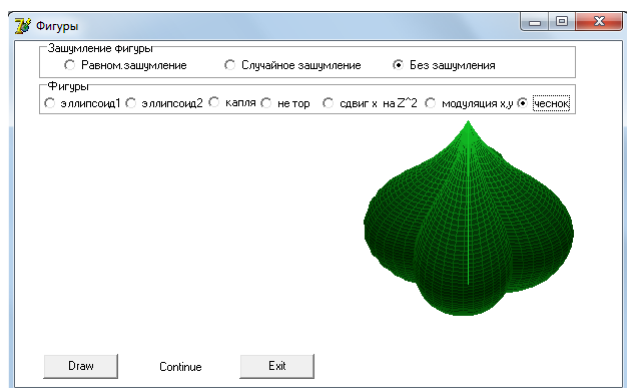 Фигуры
Зашумление фигуры
Равном.зашумление Случайное зашумление Без зашумления
Фигуры
эллипсоид1 эллипсоид2 капля не тор сдвиг x на Z^2 модуляция x,y чеснок
Draw Continue Exit